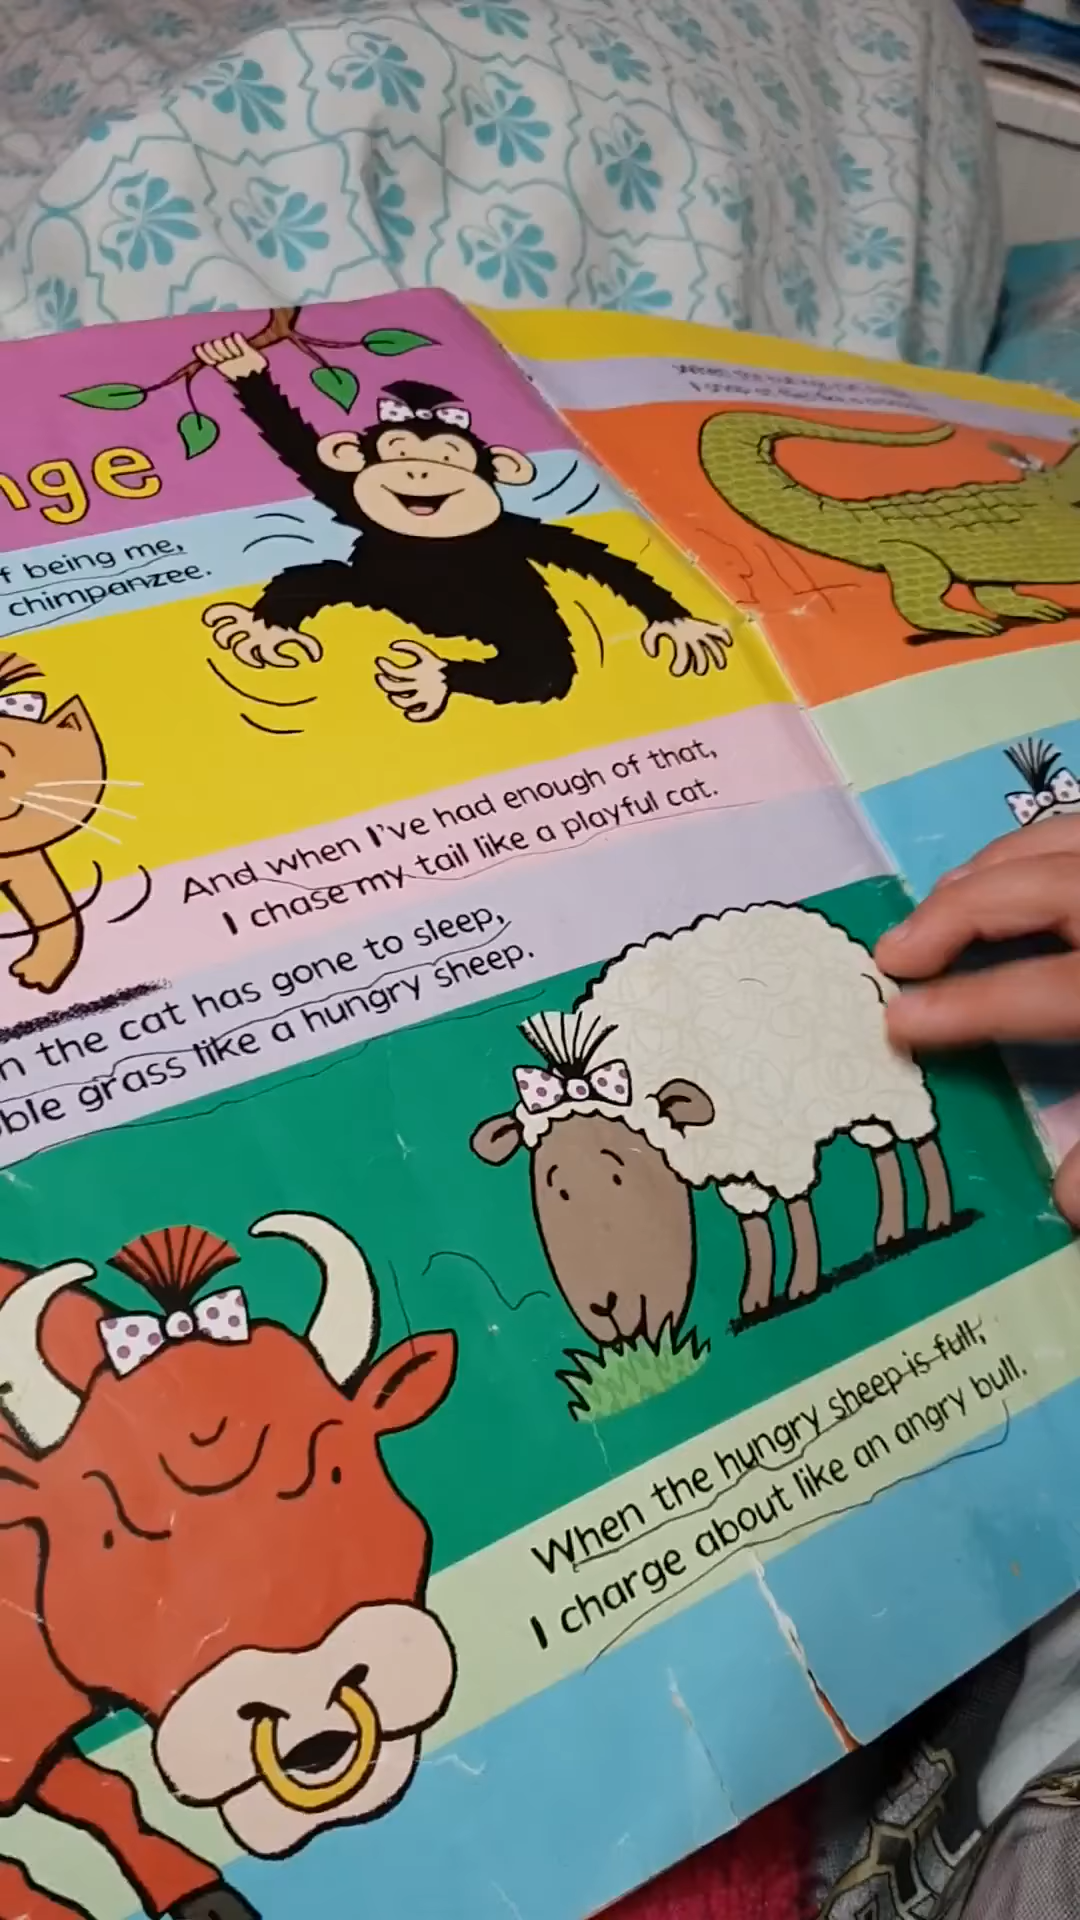 nge
f being me,
chimpanzee.
And when I've had enough of that,
I chase my tail like a playful cat.
n the cat has gone to sleep,
ble grass like a hungry sheep.
When the hungry sheep is full,
I charge about like an angry bull.